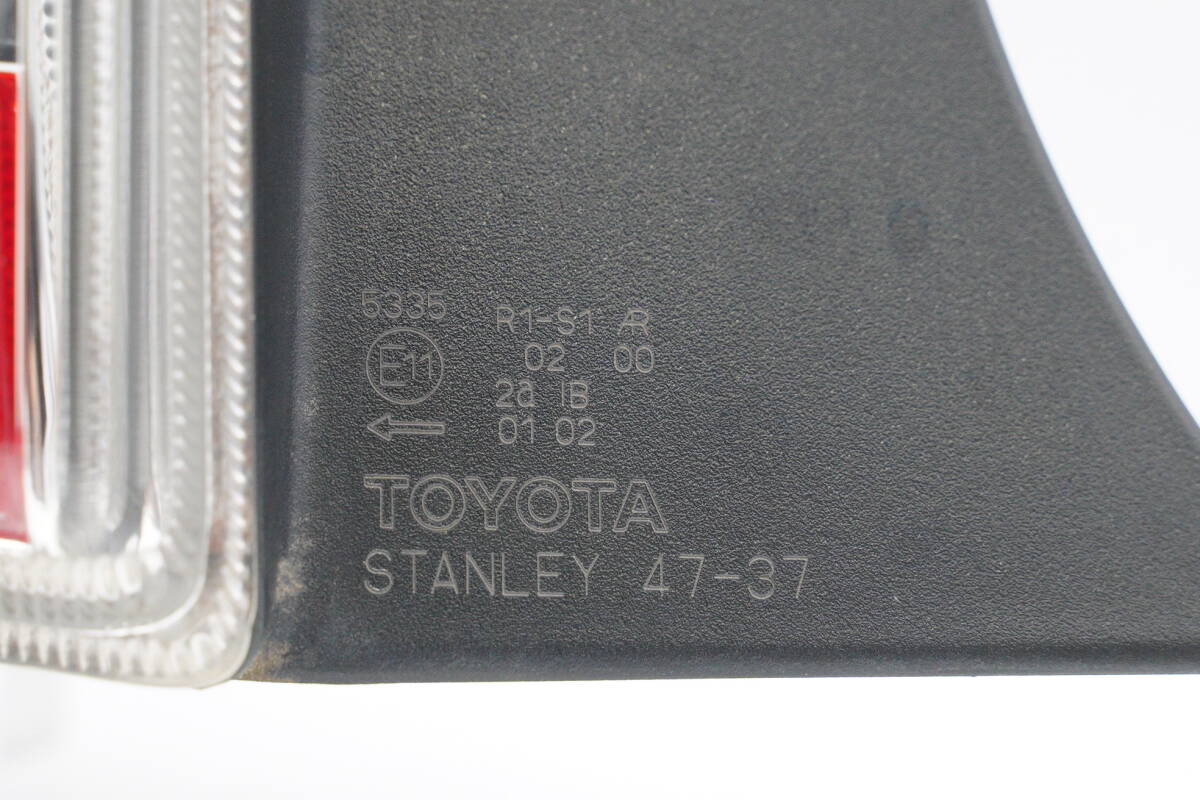 5335
E11
←
R1-S1 AR
02 00
2a IB
01 02
TOYOTA
STANLEY 47-37